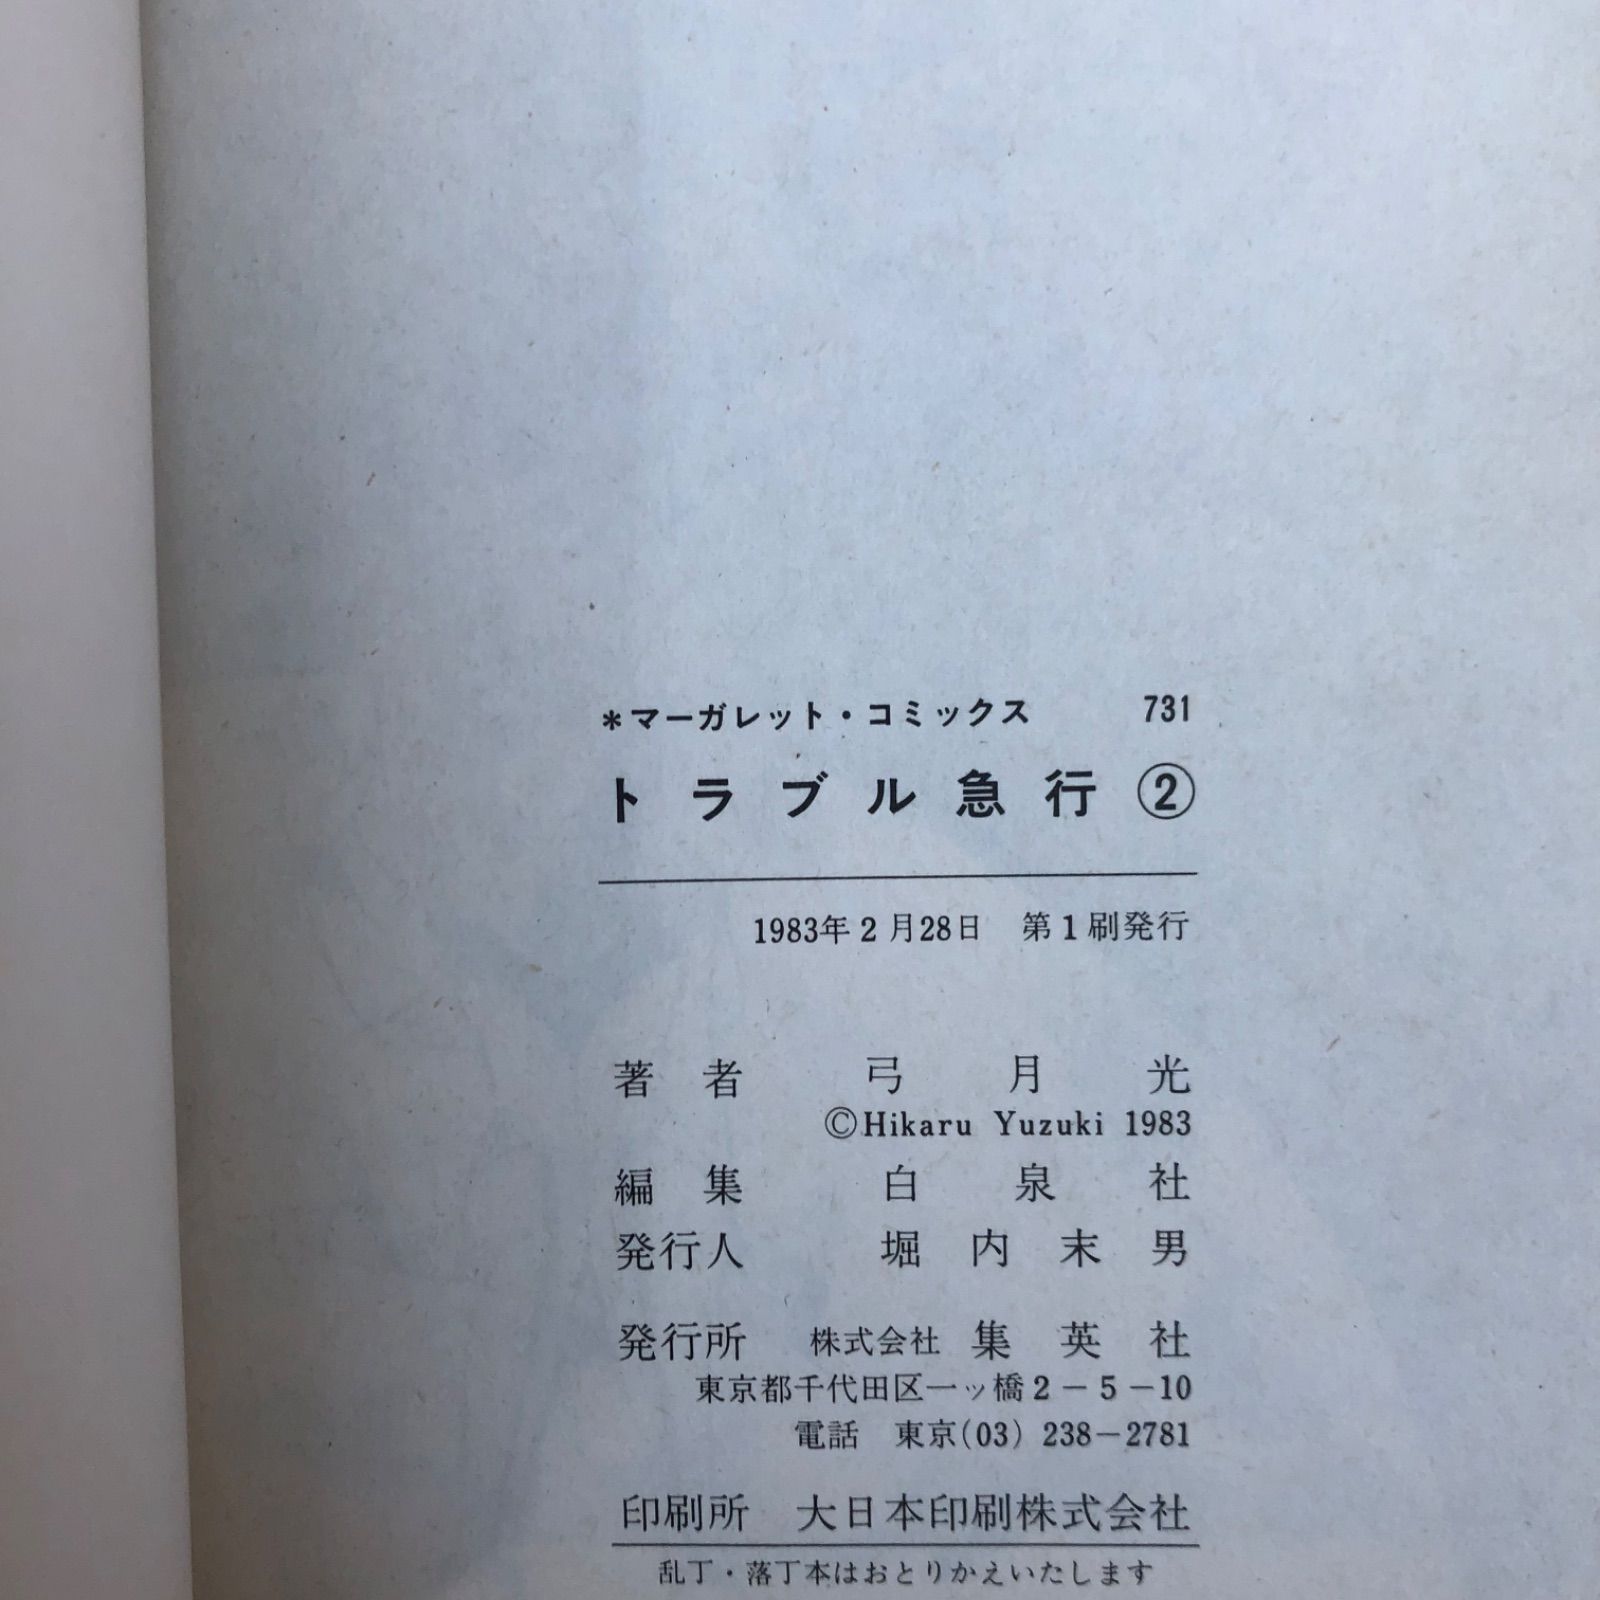 *マーガレット・コミックス 731
トラブル急行②
1983年2月28日 第1刷発行
著者 弓月光
©Hikaru Yuzuki 1983
編集 白泉社
発行人 堀内末男
発行所 株式会社 集英社
東京都千代田区一ッ橋2-5-10
電話 東京(03) 238-2781
印刷所 大日本印刷株式会社
乱丁・落丁本はおとりかえいたします